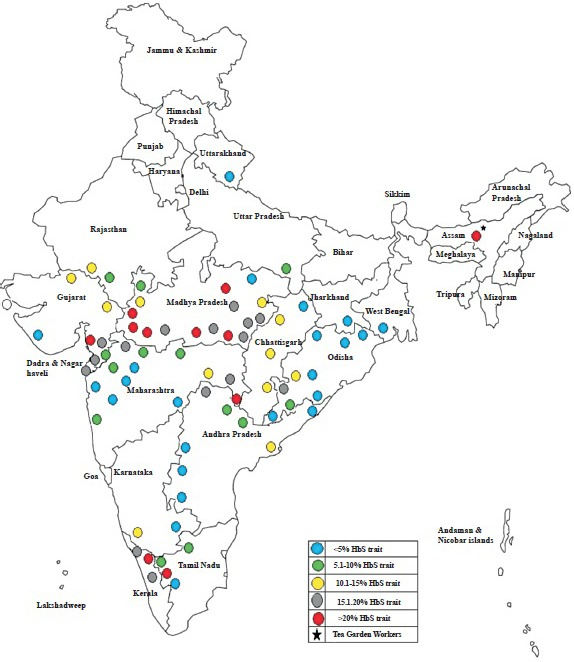 Jammu & Kashmir
Himachal
Pradesh
Punjab
Uttarakhand
Haryana
Delhi
Sikkim
Arunachal
Pradesh
Uttar Pradesh
Rajasthan
Assam
Nagaland
Bihar
Meghalaya
Manipur
Gujarat
Madhya Pradesh
Jharkhand
Tripura
Mizoram
West Bengal
Chhattisgarh
Odisha
Dadra & Nagar
haveli
Maharastra
Andhra Pradesh
Goa
Karnataka
Andaman &
Nicobar islands
Tamil Nadu
Kerala
Lakshadweep
<5% HbS trait
5.1-10% HbS trait
10.1-15% HbS trait
15.1.20% HbS trait
>20% HbS trait
Tea Garden Workers